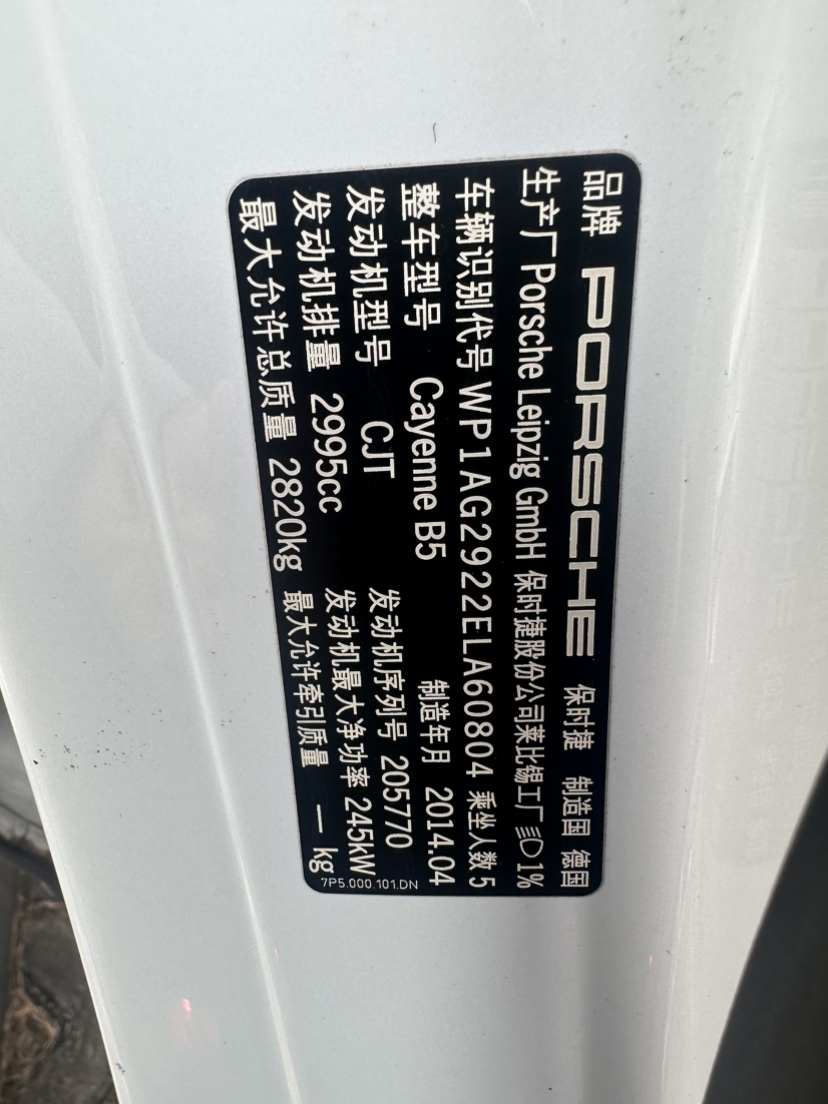 品牌 PORSCHE 保时捷 制造国 德国
生产厂 Porsche Leipzig GmbH 保时捷股份公司莱比锡工厂 1%
车辆识别代号 WP1AG2922ELA60804 乘坐人数 5
整车型号 Cayenne B5 制造年月 2014.04
发动机型号 CJT 发动机序列号 205770
发动机排量 2995cc 发动机最大净功率 245kW
最大允许总质量 2820kg 最大允许牵引质量 — kg
7P5.000.101.DN